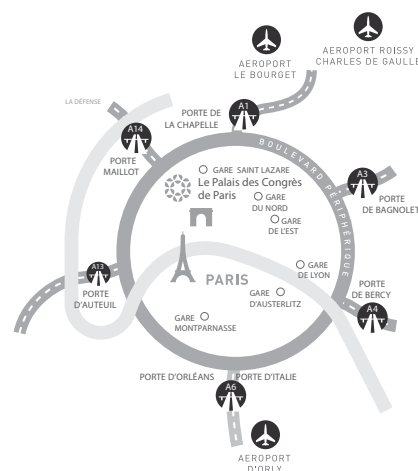 AEROPORT
LE BOURGET
AEROPORT ROISSY
CHARLES DE GAULLE
LA DÉFENSE
A14
PORTE
MAILLOT
PORTE DE
LA CHAPELLE
A1
BOULEVARD PÉRIPHÉRIQUE
A3
PORTE
DE BAGNOLET
GARE SAINT LAZARE
Le Palais des Congrès
de Paris
GARE
DU NORD
GARE
DE L'EST
GARE
DE LYON
PARIS
A13
PORTE
D'AUTEUIL
GARE
D'AUSTERLITZ
PORTE
DE BERCY
A4
GARE
MONTPARNASSE
PORTE D'ORLÉANS
PORTE D'ITALIE
A6
AEROPORT
D'ORLY